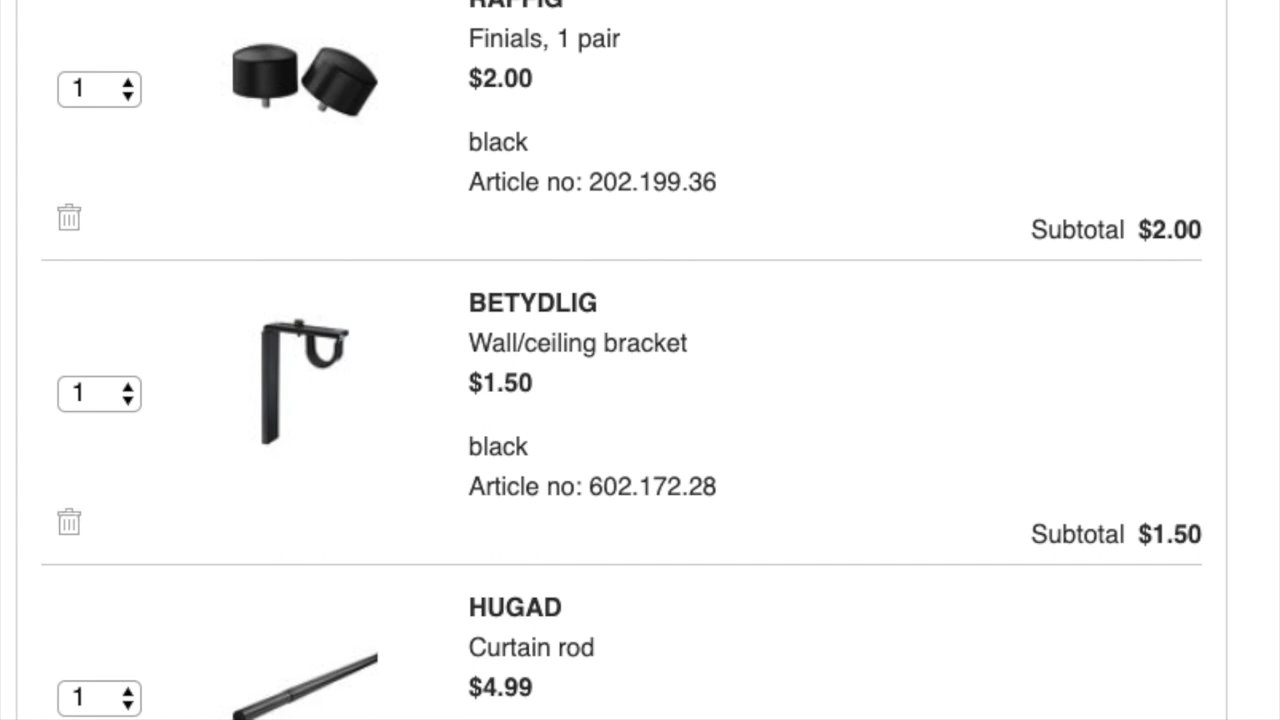 RAFFIG
Finials, 1 pair
1
$2.00
black
Article no: 202.199.36
Subtotal $2.00
BETYDLIG
Wall/ceiling bracket
1
$1.50
black
Article no: 602.172.28
Subtotal $1.50
HUGAD
Curtain rod
1
$4.99